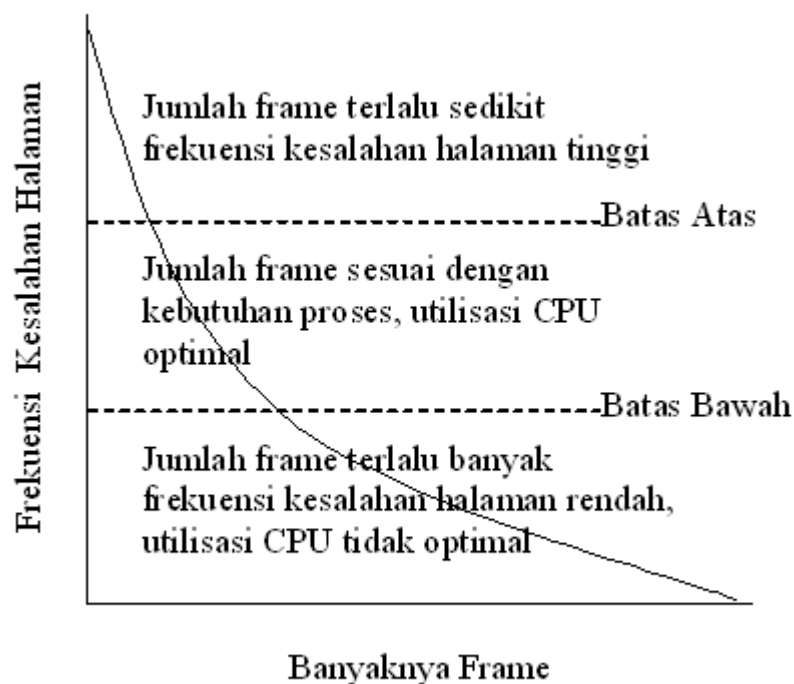 Frekuensi Kesalahan Halaman
Jumlah frame terlalu sedikit
frekuensi kesalahan halaman tinggi
Batas Atas
Jumlah frame sesuai dengan
kebutuhan proses, utilisasi CPU
optimal
Batas Bawah
Jumlah frame terlalu banyak
frekuensi kesalahan halaman rendah,
utilisasi CPU tidak optimal
Banyaknya Frame